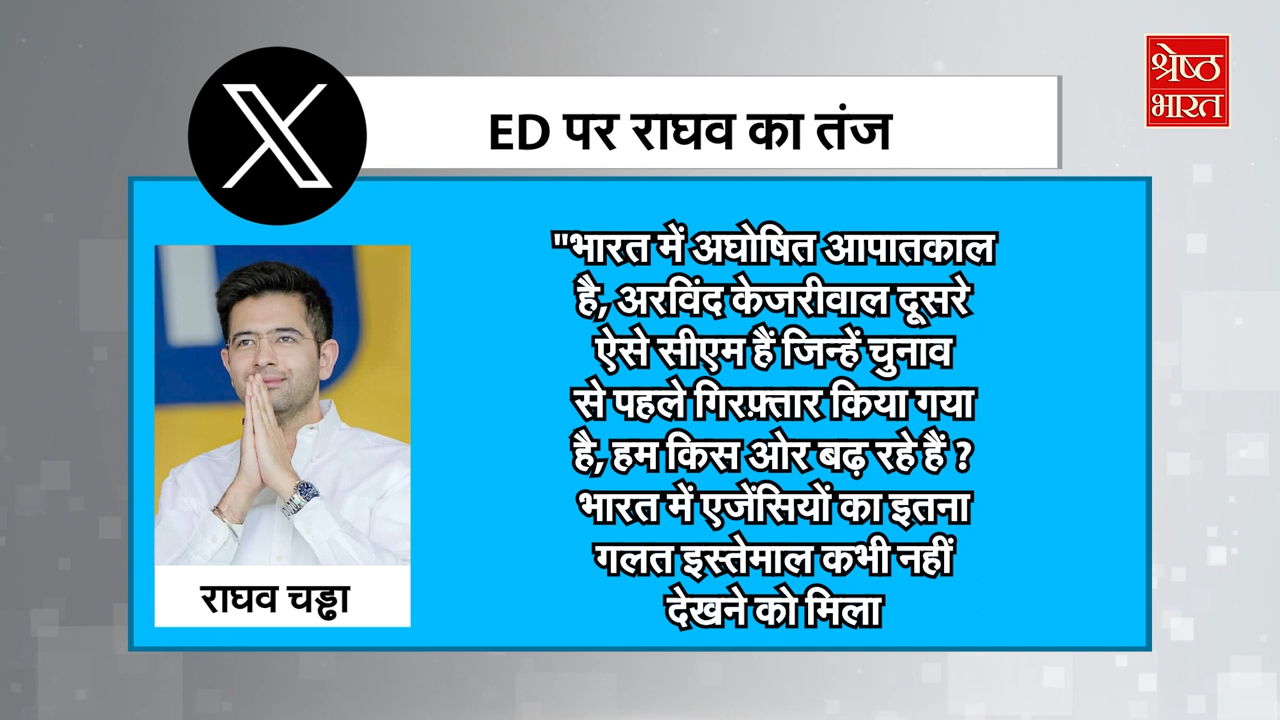 श्रेष्ठ
भारत
ED पर राघव का तंज
"भारत में अघोषित आपातकाल
है, अरविंद केजरीवाल दूसरे
ऐसे सीएम हैं जिन्हें चुनाव
से पहले गिरफ़्तार किया गया
है, हम किस ओर बढ़ रहे हैं ?
भारत में एजेंसियों का इतना
गलत इस्तेमाल कभी नहीं
देखने को मिला
राघव चड्ढा